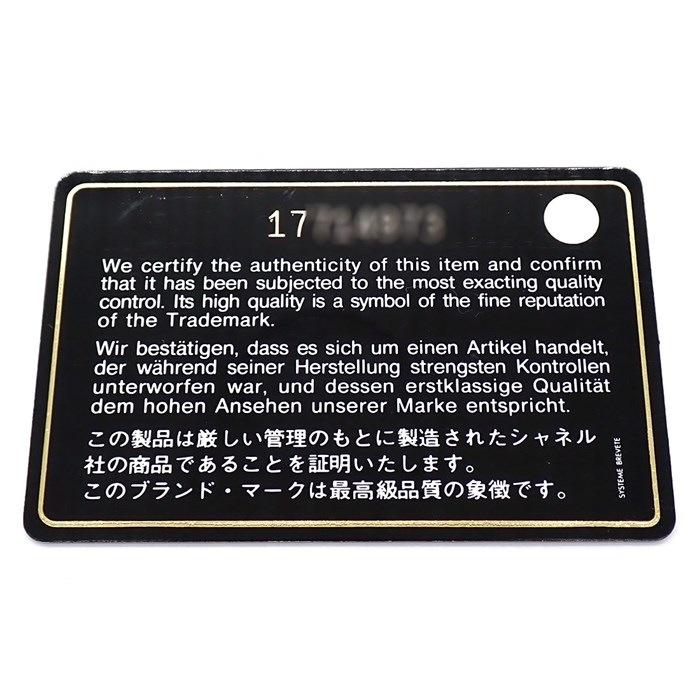 17
We certify the authenticity of this item and confirm
that it has been subjected to the most exacting quality
control. Its high quality is a symbol of the fine reputation
of the Trademark.
Wir bestätigen, dass es sich um einen Artikel handelt,
der während seiner Herstellung strengsten Kontrollen
unterworfen war, und dessen erstklassige Qualität
dem hohen Ansehen unserer Marke entspricht.
この製品は厳しい管理のもとに製造されたシャネル
社の商品であることを証明いたします。
このブランド・マークは最高級品質の象徴です。
SYSTEME BREVETE